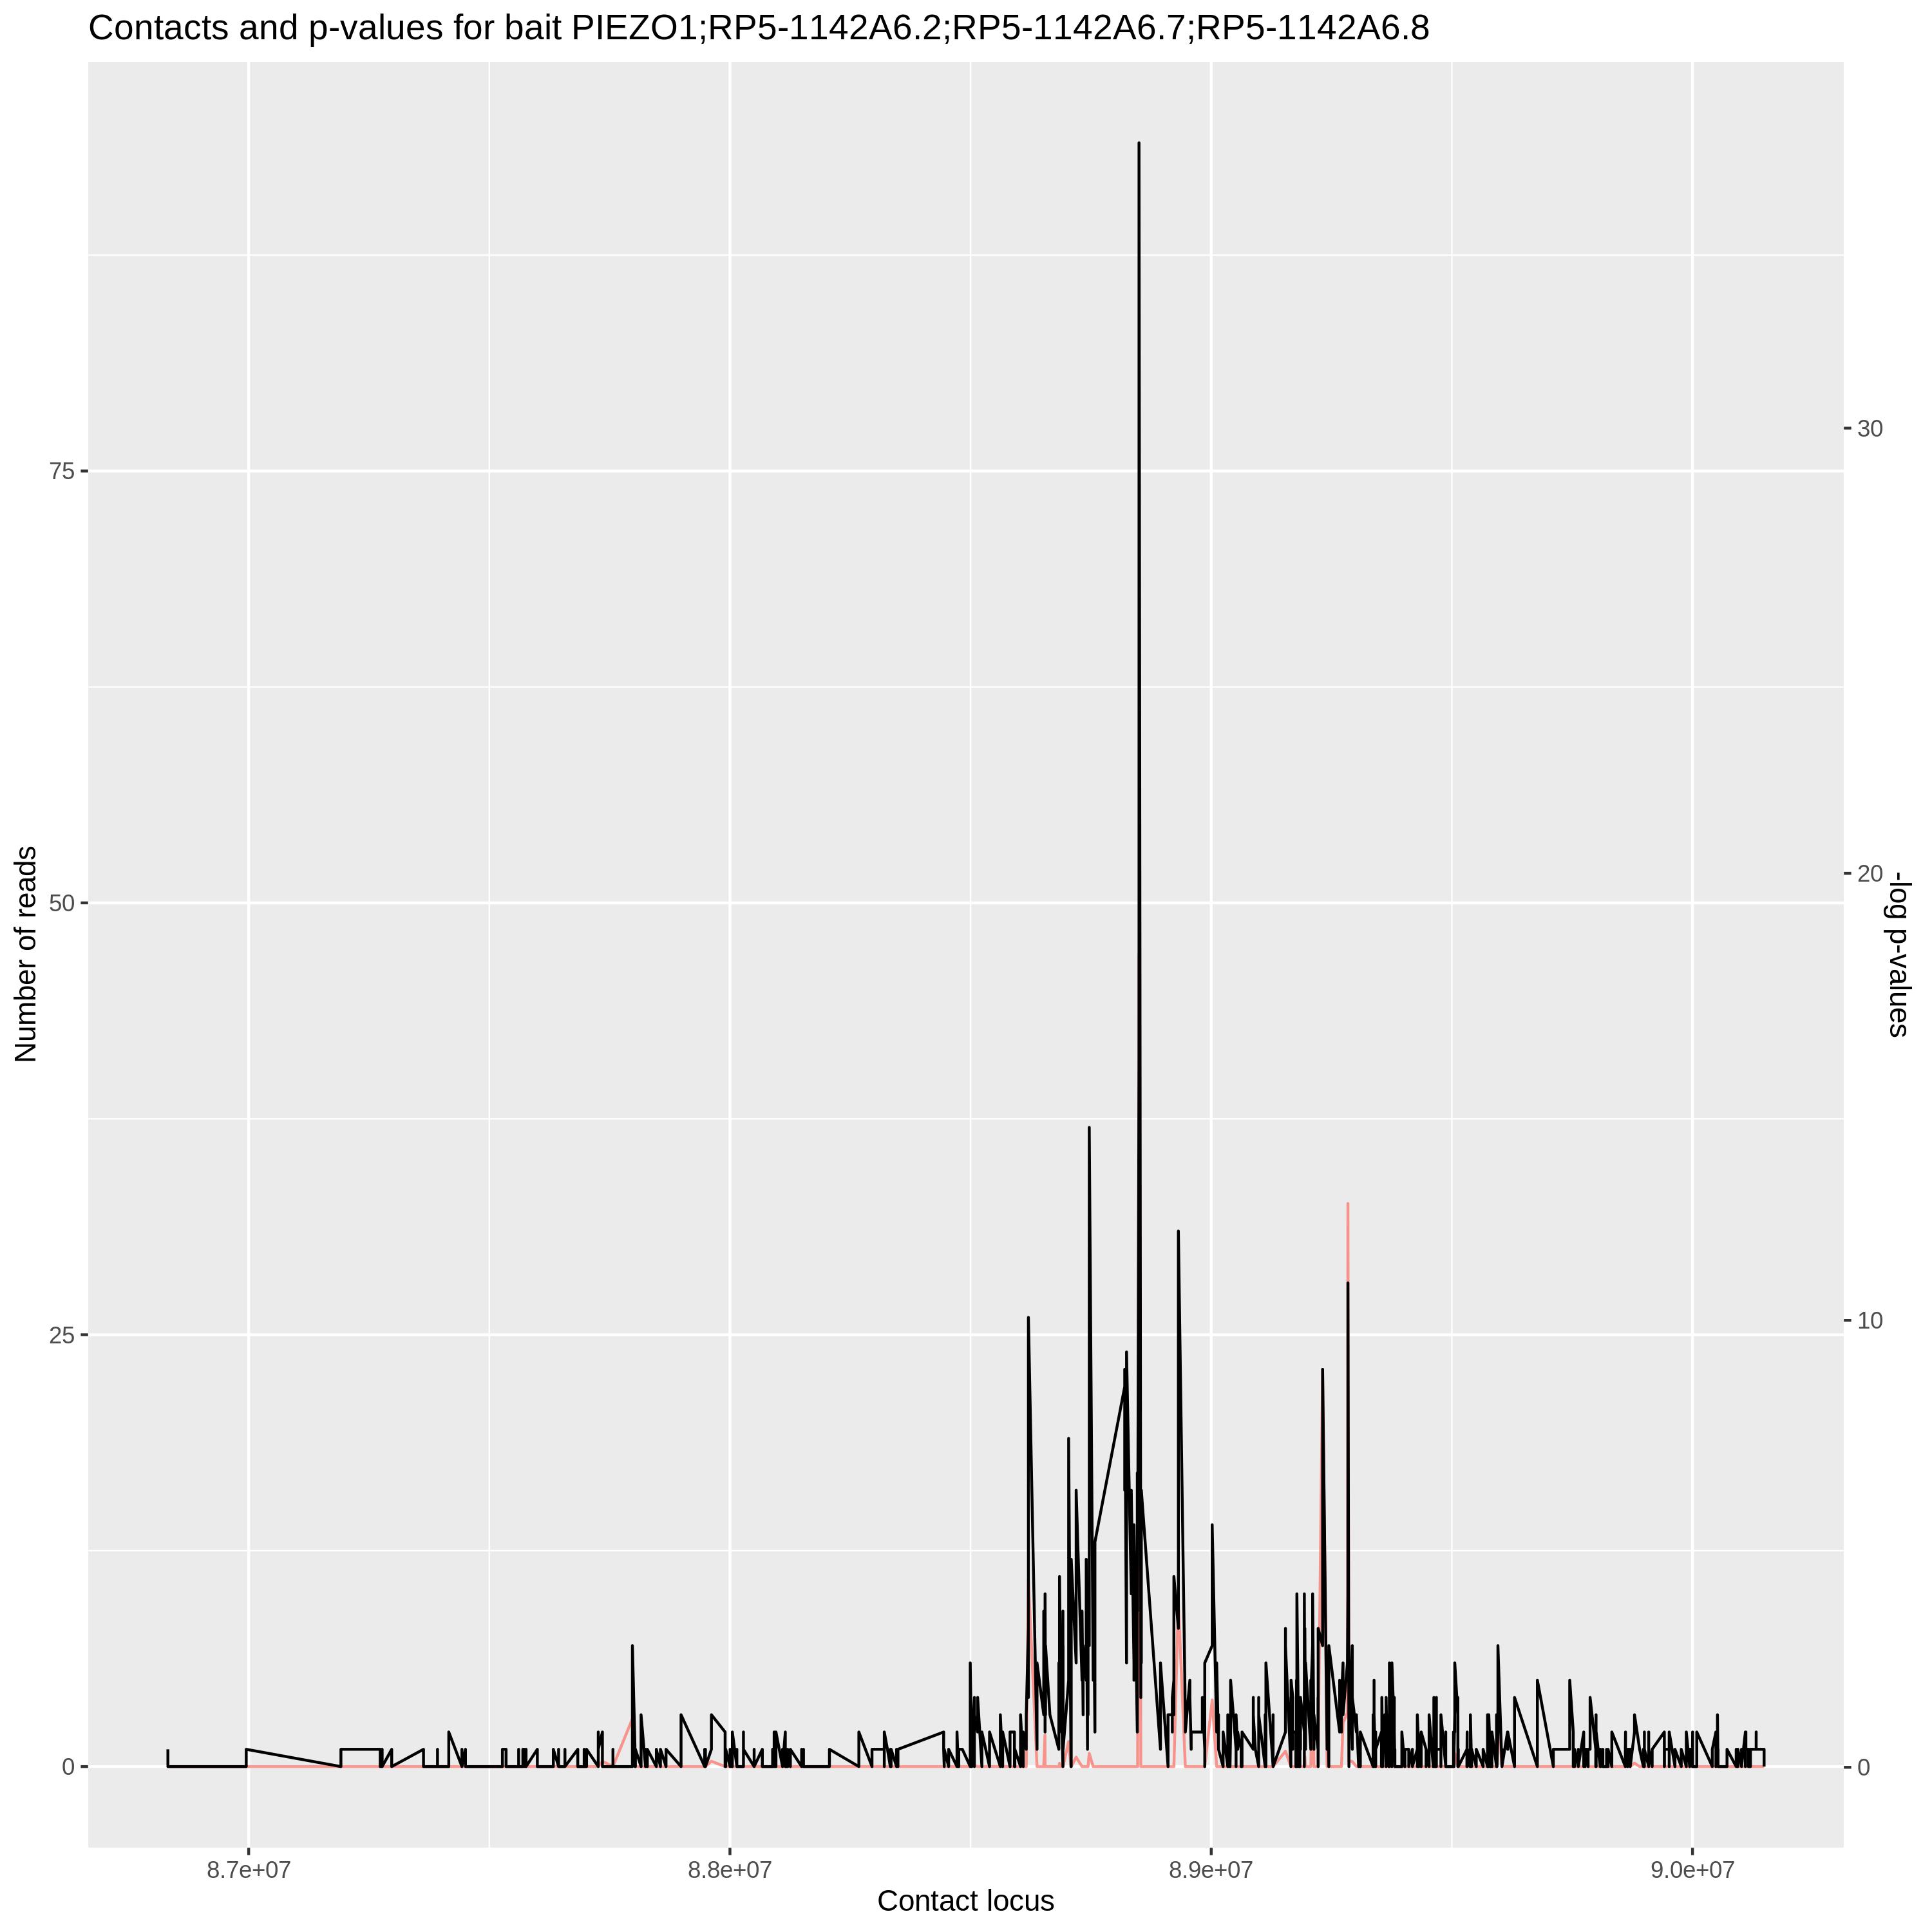 Contacts and p-values for bait PIEZO1;RP5-1142A6.2;RP5-1142A6.7;RP5-1142A6.8
Number of reads
75
50
25
0
30
20
10
0
-log p-values
8.7e+07
8.8e+07
8.9e+07
9.0e+07
Contact locus